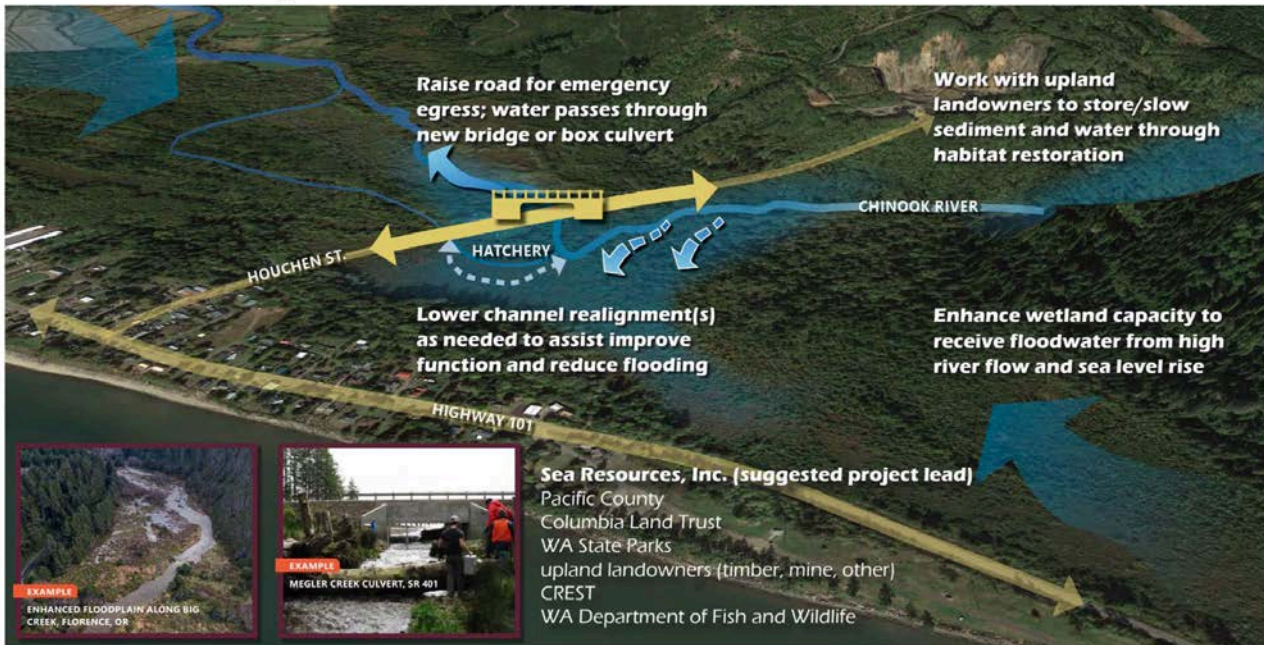 Raise road for emergency
egress; water passes through
new bridge or box culvert
Work with upland
landowners to store/slow
sediment and water through
habitat restoration
CHINOOK RIVER
HATCHERY
HOUCHEN ST.
Lower channel realignment(s)
as needed to assist improve
function and reduce flooding
Enhance wetland capacity to
receive floodwater from high
river flow and sea level rise
HIGHWAY 101
EXAMPLE
ENHANCED FLOODPLAIN ALONG BIG
CREEK, FLORENCE, OR
EXAMPLE
MEGLER CREEK CULVERT, SR 401
Sea Resources, Inc. (suggested project lead)
Pacific County
Columbia Land Trust
WA State Parks
upland landowners (timber, mine, other)
CREST
WA Department of Fish and Wildlife